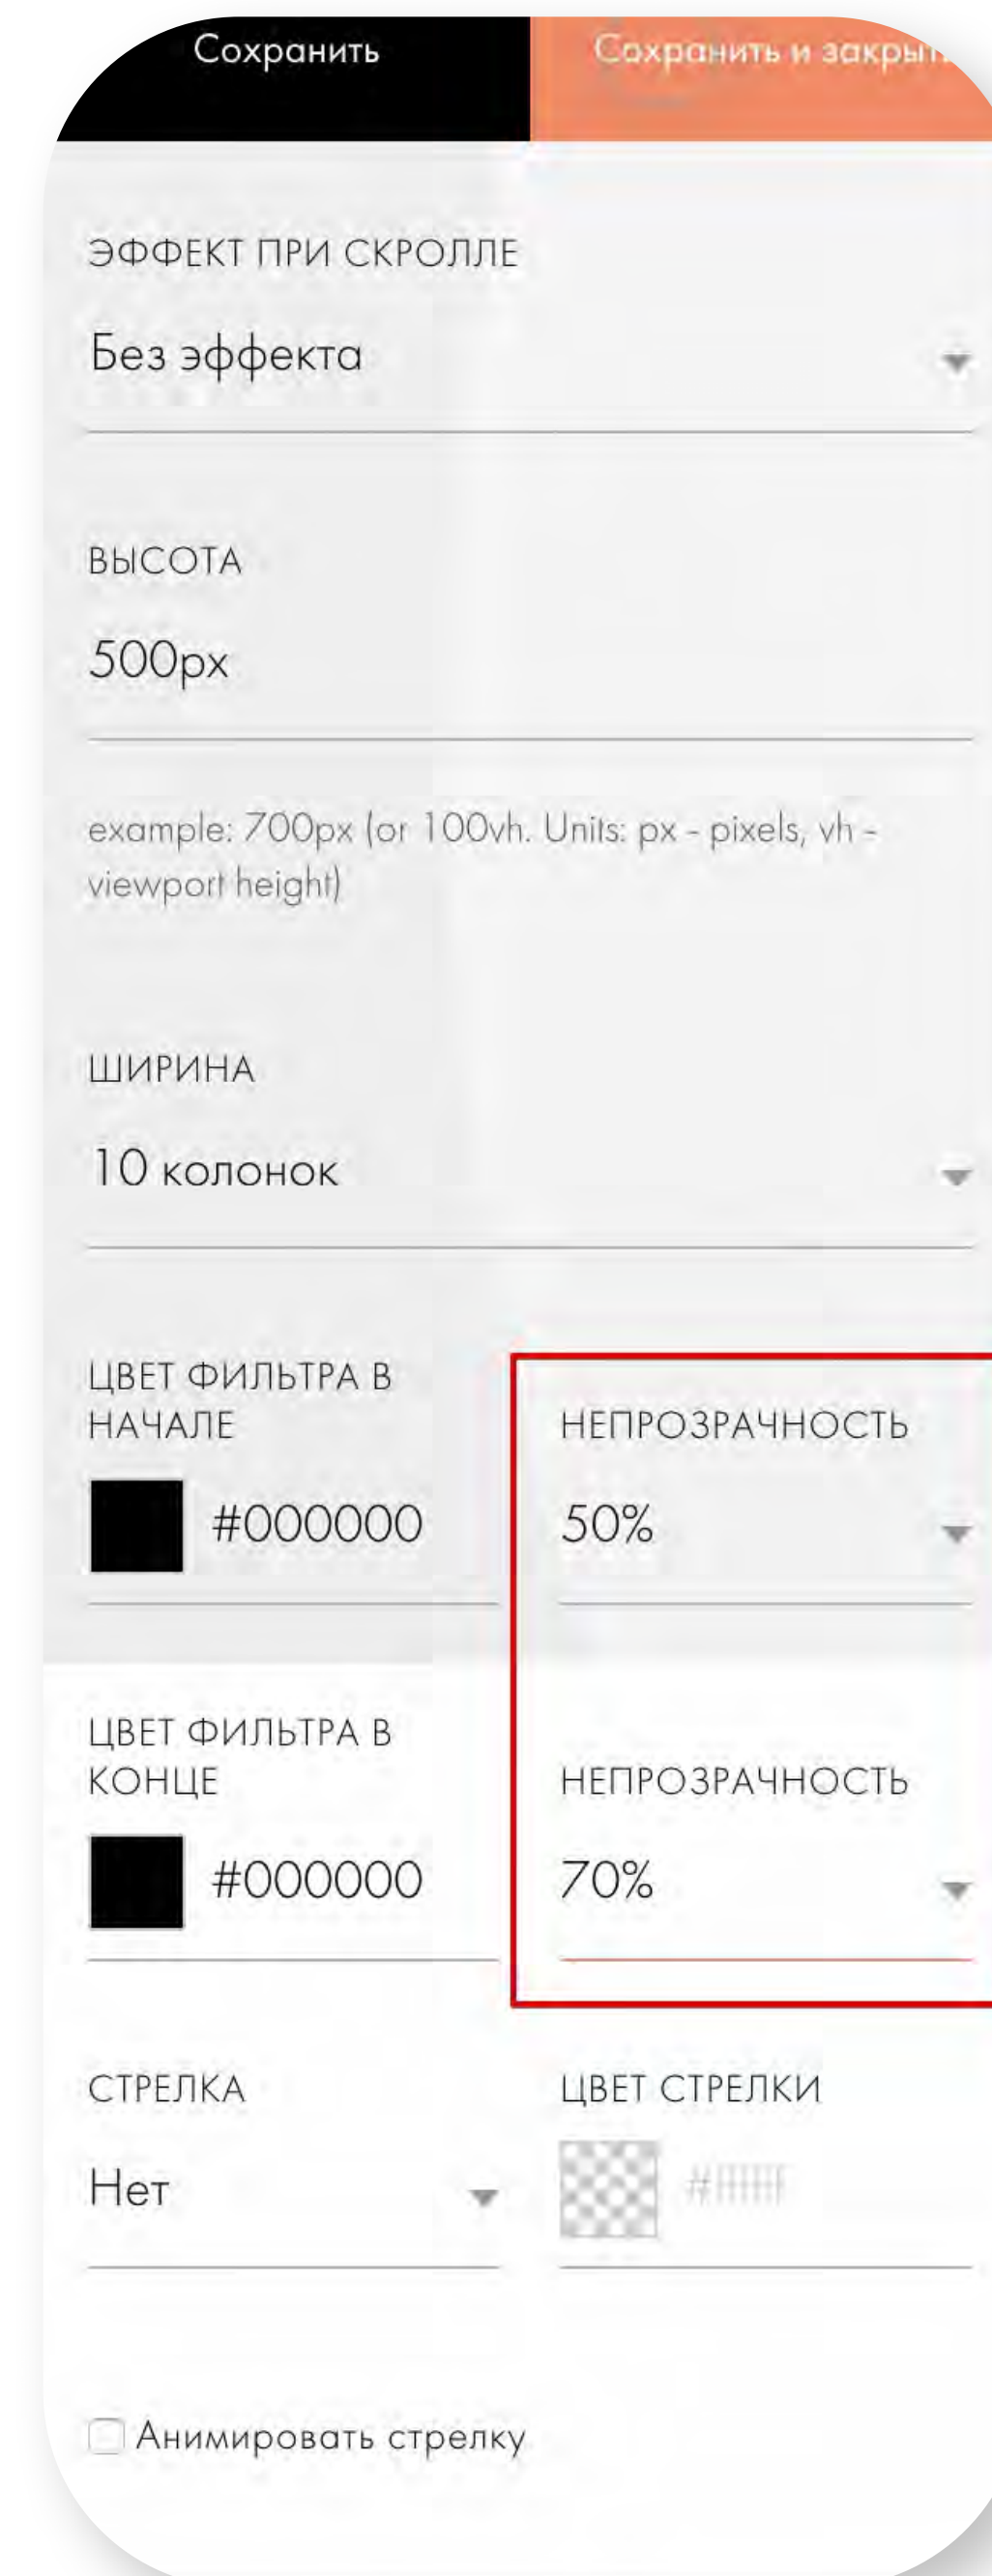 Сохранить
Сохранить и
ЭФФЕКТ ПРИ СКРОЛЛЕ
Без эффекта
ВЫСОТА
500px
example: 700px (or 100vh. Units: px - pixels, vh -
viewport height)
ШИРИНА
10 колонок
ЦВЕТ ФИЛЬТРА В
НАЧАЛЕ
НЕПРОЗРАЧНОСТЬ
#000000
50%
ЦВЕТ ФИЛЬТРА В
КОНЦЕ
НЕПРОЗРАЧНОСТЬ
#000000
70%
СТРЕЛКА
ЦВЕТ СТРЕЛКИ
Нет
#ffffff
Анимировать стрелку